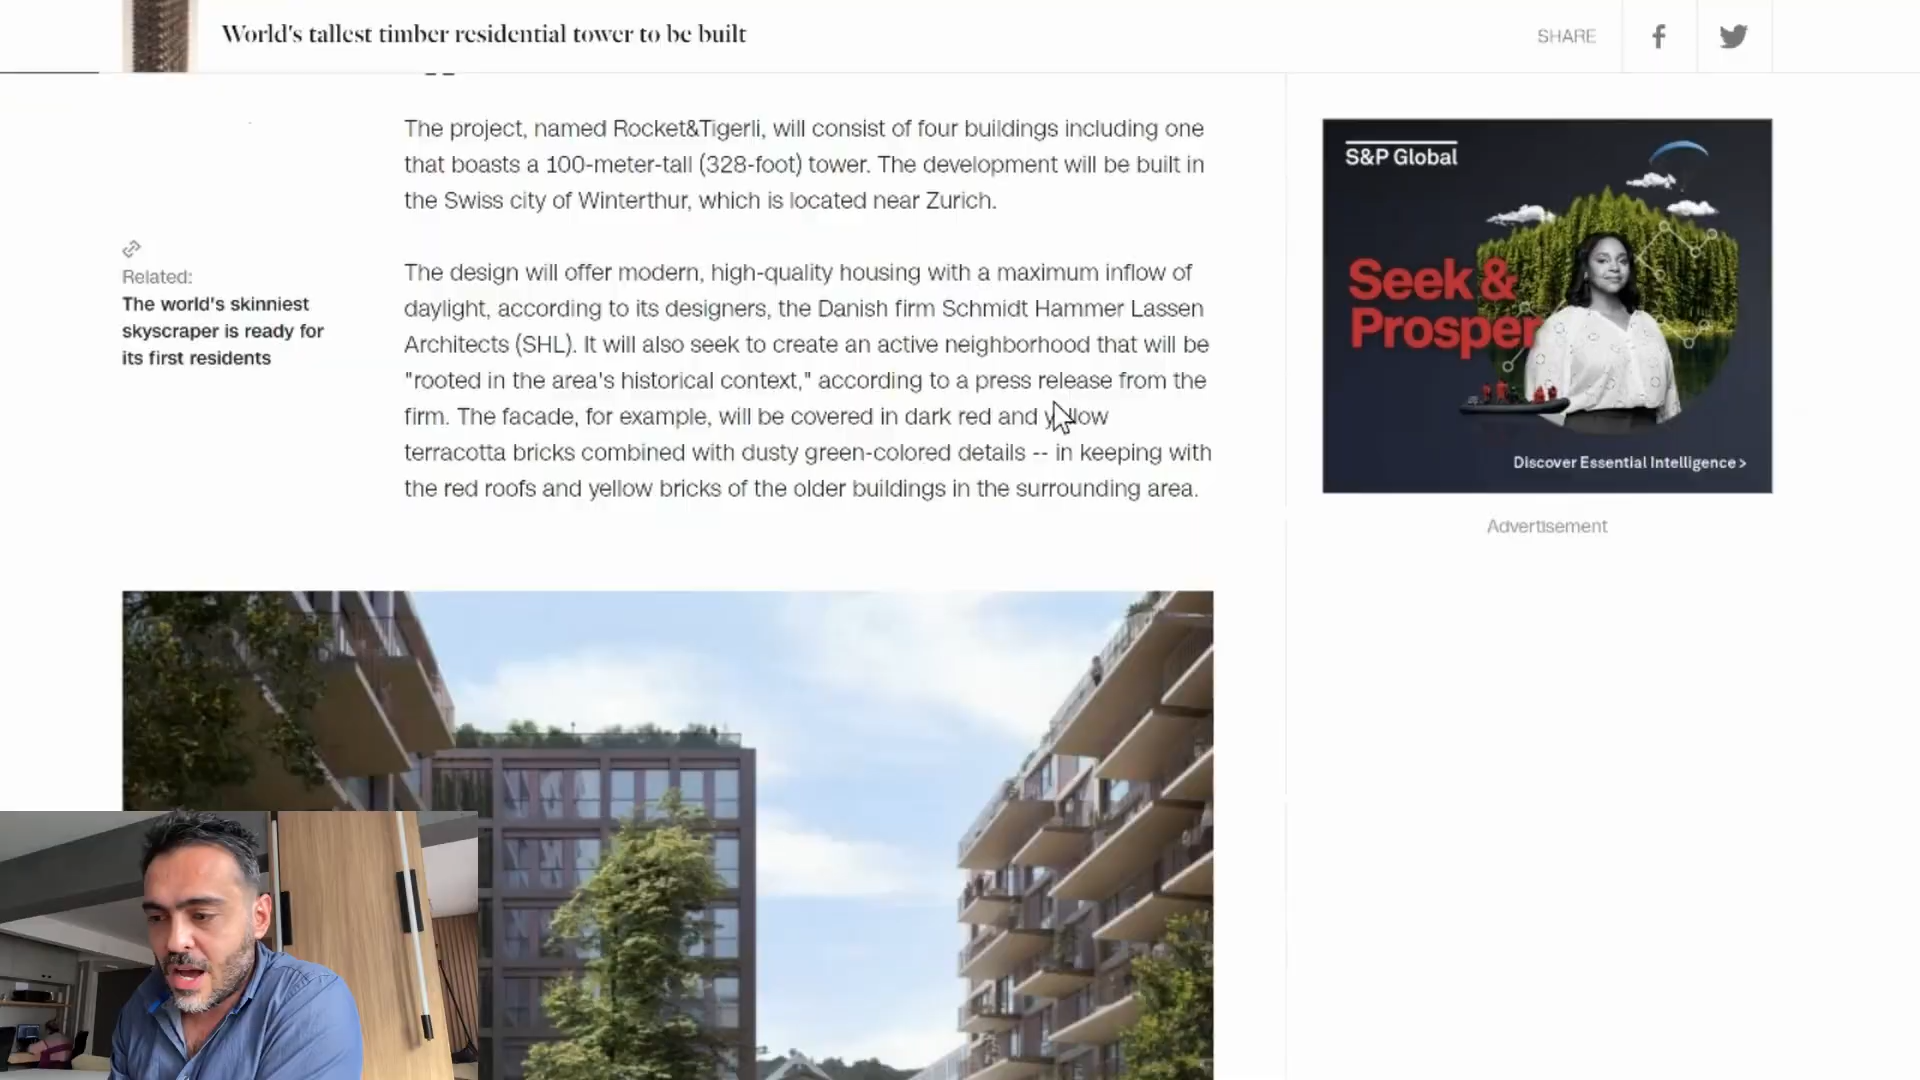 World's tallest timber residential tower to be built
SHARE
The project, named Rocket&Tigerli, will consist of four buildings including one
that boasts a 100-meter-tall (328-foot) tower. The development will be built in
the Swiss city of Winterthur, which is located near Zurich.
Related:
The world's skinniest
skyscraper is ready for
its first residents
The design will offer modern, high-quality housing with a maximum inflow of
daylight, according to its designers, the Danish firm Schmidt Hammer Lassen
Architects (SHL). It will also seek to create an active neighborhood that will be
"rooted in the area's historical context," according to a press release from the
firm. The facade, for example, will be covered in dark red and yellow
terracotta bricks combined with dusty green-colored details -- in keeping with
the red roofs and yellow bricks of the older buildings in the surrounding area.
S&P Global
Seek &
Prosper
Discover Essential Intelligence >
Advertisement